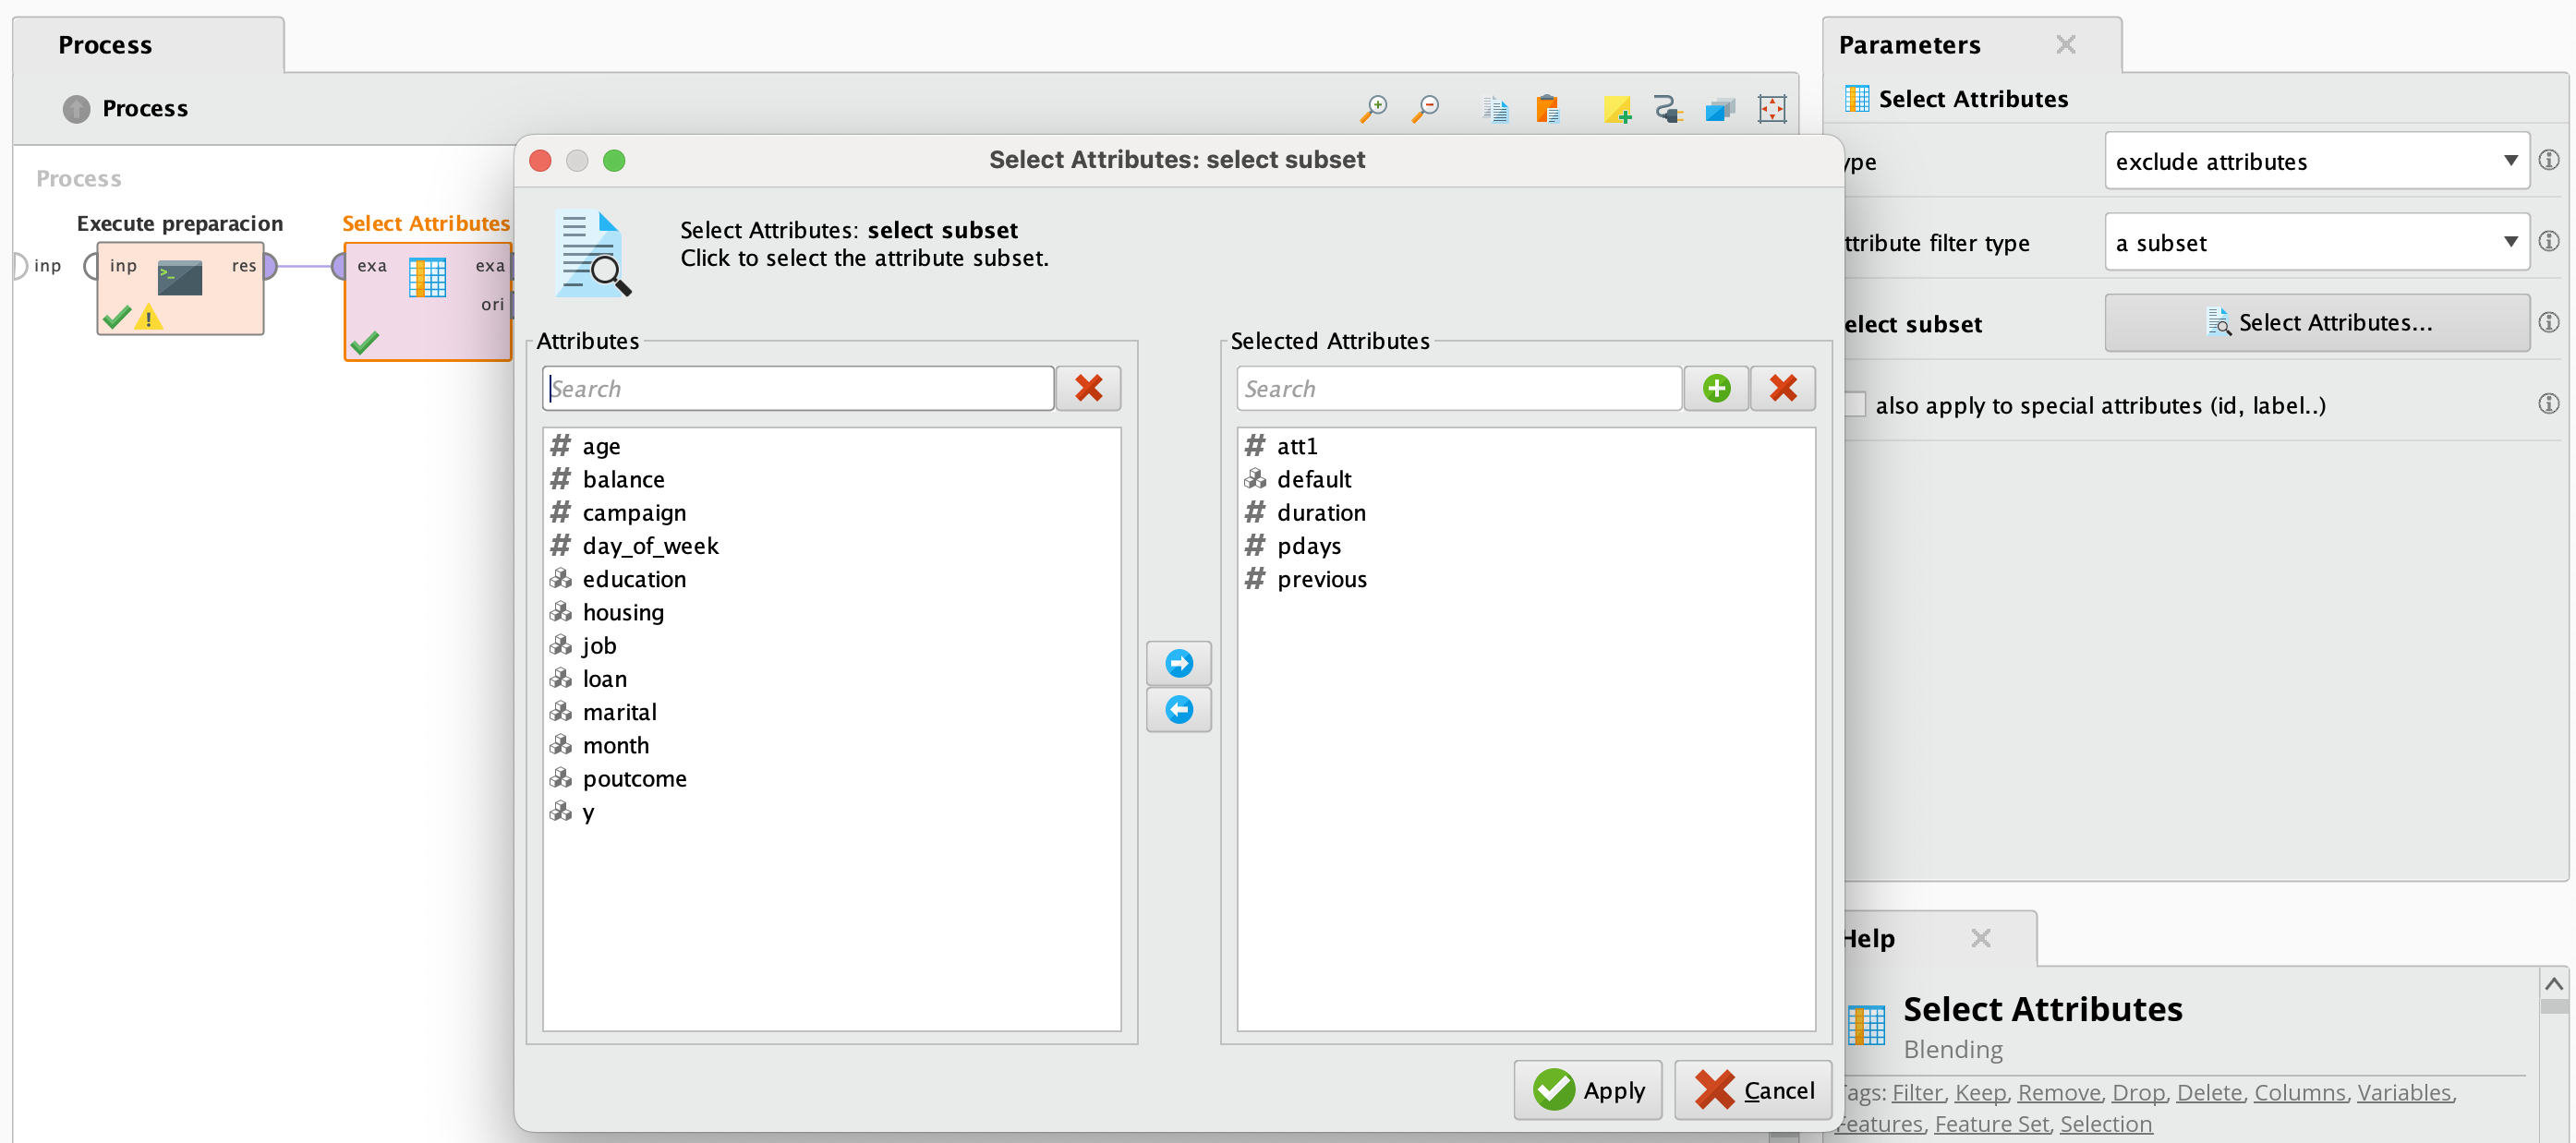 Process
Process
Process
Execute preparacion
Select Attributes
inp
inp
res
exa
exa
ori
Select Attributes: select subset
Select Attributes: select subset
Click to select the attribute subset.
Attributes
Search
age
balance
campaign
day_of_week
education
housing
job
loan
marital
month
poutcome
y
Selected Attributes
Search
att1
default
duration
pdays
previous
Apply
Cancel
Parameters
Select Attributes
ype
exclude attributes
ttribute filter type
a subset
elect subset
Select Attributes...
also apply to special attributes (id, label..)
Help
Select Attributes
Blending
Tags: Filter, Keep, Remove, Drop, Delete, Columns, Variables,
Features, Feature Set, Selection